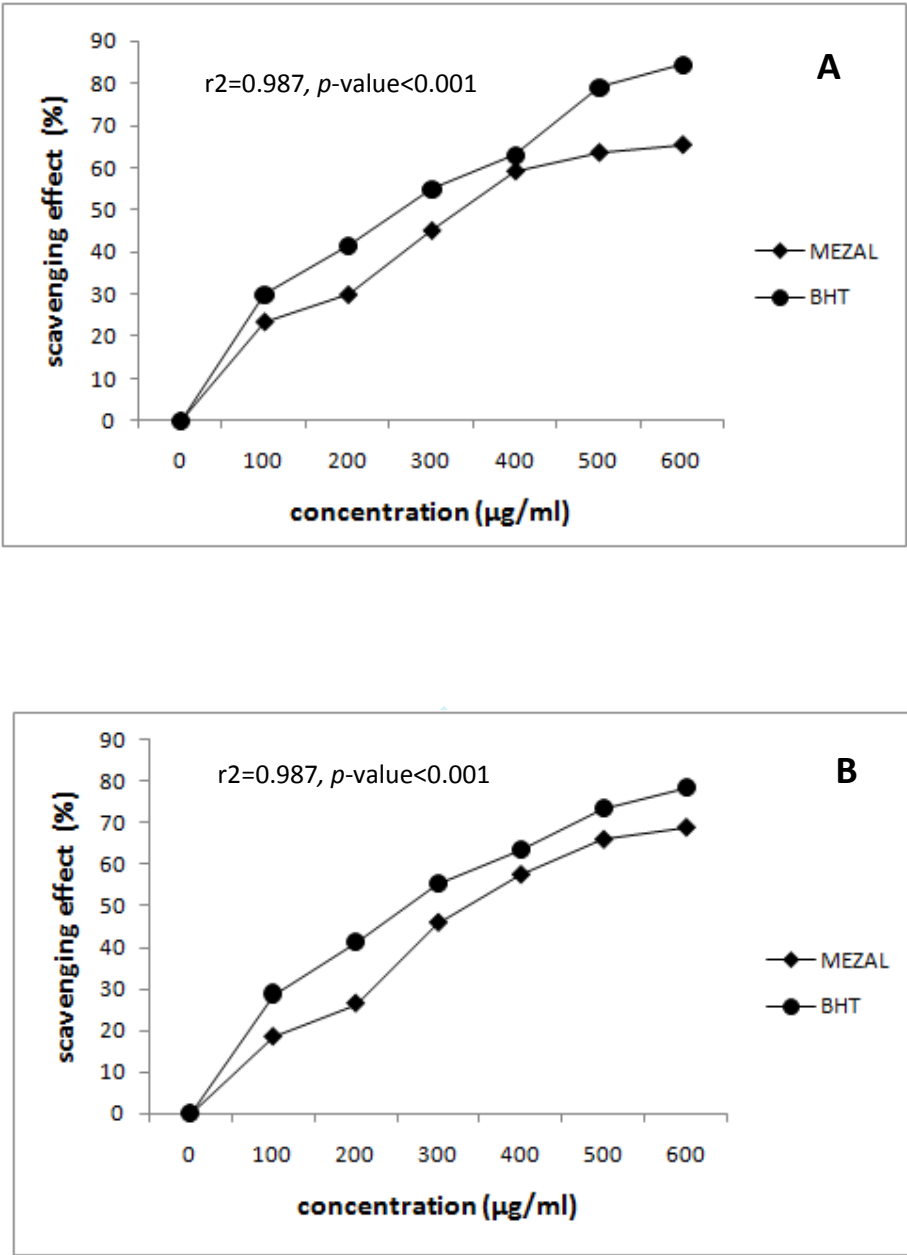 90
80
70
60
50
40
30
20
10
0
scavenging effect (%)
r2=0.987, p-value<0.001
A
MEZAL
BHT
0 100 200 300 400 500 600
concentration (µg/ml)
90
80
70
60
50
40
30
20
10
0
scavenging effect (%)
r2=0.987, p-value<0.001
B
MEZAL
BHT
0 100 200 300 400 500 600
concentration (µg/ml)